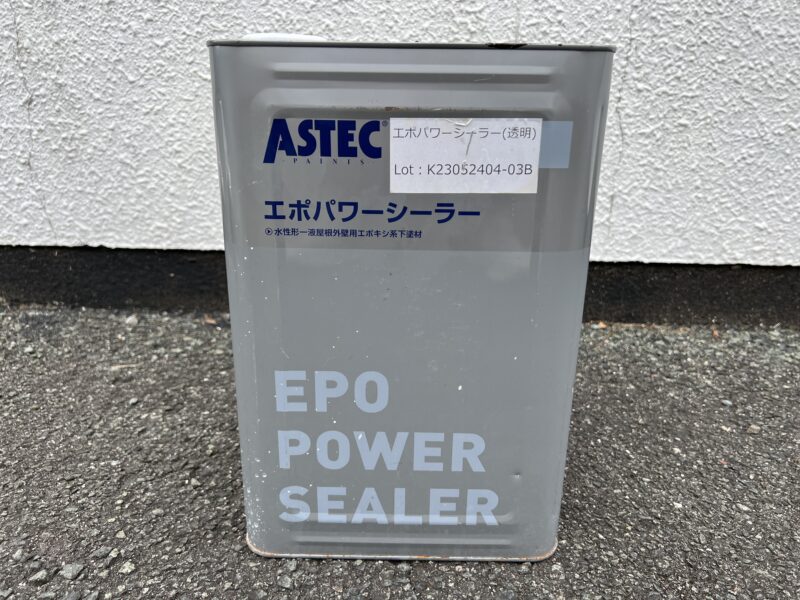 ASTEC®
PAINTS
エポパワーシーラー(透明)
Lot : K23052404-03B
エポパワーシーラー
水性形一液屋根外壁用エポキシ系下塗材
EPO
POWER
SEALER